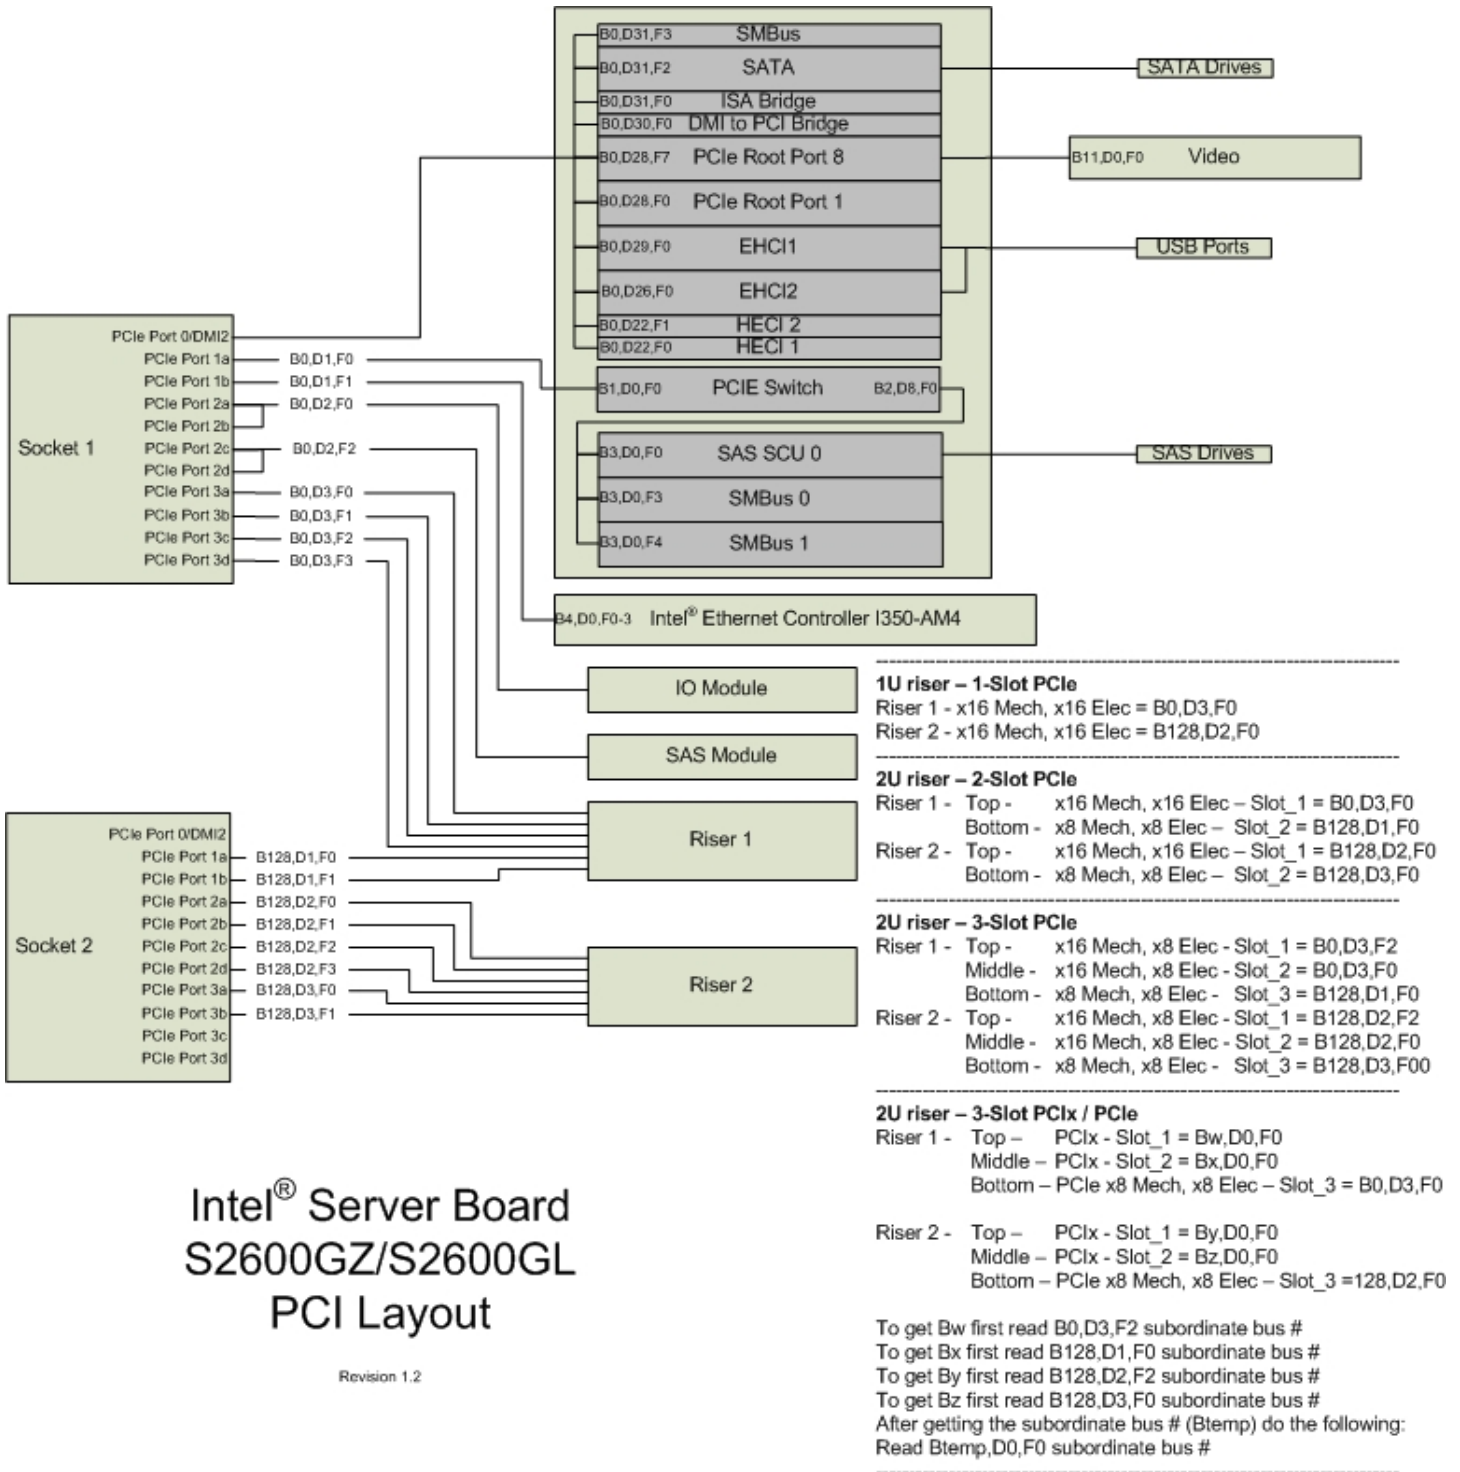 B0,D31,F3 SMBus
B0,D31,F2 SATA
SATA Drives
B0,D31,F0 ISA Bridge
B0,D30,F0 DMI to PCI Bridge
B0,D28,F7 PCIe Root Port 8
B11,D0,F0 Video
B0,D28,F0 PCIe Root Port 1
B0,D29,F0 EHCI1
USB Ports
B0,D26,F0 EHCI2
B0,D22,F1 HECI 2
B0,D22,F0 HECI 1
B1,D0,F0 PCIE Switch B2,D8,F0
B3,D0,F0 SAS SCU 0
SAS Drives
B3,D0,F3 SMBus 0
B3,D0,F4 SMBus 1
Socket 1
PCIe Port 0/DMI2
PCIe Port 1a B0,D1,F0
PCIe Port 1b B0,D1,F1
PCIe Port 2a B0,D2,F0
PCIe Port 2b
PCIe Port 2c B0,D2,F2
PCIe Port 2d
PCIe Port 3a B0,D3,F0
PCIe Port 3b B0,D3,F1
PCIe Port 3c B0,D3,F2
PCIe Port 3d B0,D3,F3
B4,D0,F0-3 Intel® Ethernet Controller I350-AM4
IO Module
SAS Module
Riser 1
Riser 2
Socket 2
PCIe Port 0/DMI2
PCIe Port 1a B128,D1,F0
PCIe Port 1b B128,D1,F1
PCIe Port 2a B128,D2,F0
PCIe Port 2b B128,D2,F1
PCIe Port 2c B128,D2,F2
PCIe Port 2d B128,D2,F3
PCIe Port 3a B128,D3,F0
PCIe Port 3b B128,D3,F1
PCIe Port 3c
PCIe Port 3d
Intel® Server Board
S2600GZ/S2600GL
PCI Layout
Revision 1.2
1U riser – 1-Slot PCIe
Riser 1 - x16 Mech, x16 Elec = B0,D3,F0
Riser 2 - x16 Mech, x16 Elec = B128,D2,F0
2U riser – 2-Slot PCIe
Riser 1 - Top - x16 Mech, x16 Elec – Slot_1 = B0,D3,F0
Bottom - x8 Mech, x8 Elec – Slot_2 = B128,D1,F0
Riser 2 - Top - x16 Mech, x16 Elec – Slot_1 = B128,D2,F0
Bottom - x8 Mech, x8 Elec – Slot_2 = B128,D3,F0
2U riser – 3-Slot PCIe
Riser 1 - Top - x16 Mech, x8 Elec - Slot_1 = B0,D3,F2
Middle - x16 Mech, x8 Elec - Slot_2 = B0,D3,F0
Bottom - x8 Mech, x8 Elec - Slot_3 = B128,D1,F0
Riser 2 - Top - x16 Mech, x8 Elec - Slot_1 = B128,D2,F2
Middle - x16 Mech, x8 Elec - Slot_2 = B128,D2,F0
Bottom - x8 Mech, x8 Elec - Slot_3 = B128,D3,F00
2U riser – 3-Slot PCIx / PCIe
Riser 1 - Top – PCIx - Slot_1 = Bw,D0,F0
Middle – PCIx - Slot_2 = Bx,D0,F0
Bottom – PCIe x8 Mech, x8 Elec – Slot_3 = B0,D3,F0
Riser 2 - Top – PCIx - Slot_1 = By,D0,F0
Middle – PCIx - Slot_2 = Bz,D0,F0
Bottom – PCIe x8 Mech, x8 Elec – Slot_3 =128,D2,F0
To get Bw first read B0,D3,F2 subordinate bus #
To get Bx first read B128,D1,F0 subordinate bus #
To get By first read B128,D2,F2 subordinate bus #
To get Bz first read B128,D3,F0 subordinate bus #
After getting the subordinate bus # (Btemp) do the following:
Read Btemp,D0,F0 subordinate bus #